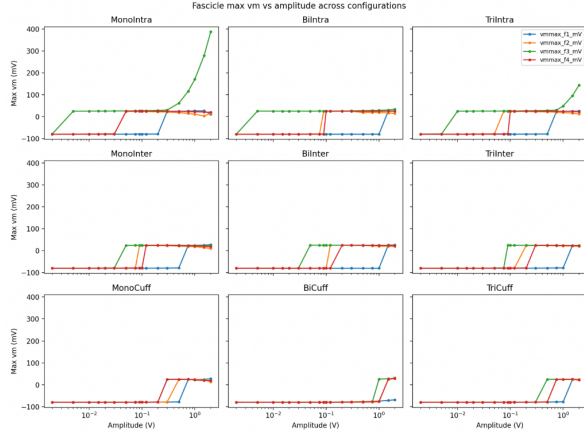 Fascicle max vm vs amplitude across configurations
MonoIntra
BiIntra
TriIntra
400
300
200
100
0
−100
Max vm (mV)
vmmax_f1_mV
vmmax_f2_mV
vmmax_f3_mV
vmmax_f4_mV
MonoInter
BiInter
TriInter
400
300
200
100
0
−100
Max vm (mV)
MonoCuff
BiCuff
TriCuff
400
300
200
100
0
−100
Max vm (mV)
10⁻² 10⁻¹ 10⁰
10⁻² 10⁻¹ 10⁰
10⁻² 10⁻¹ 10⁰
Amplitude (V)
Amplitude (V)
Amplitude (V)